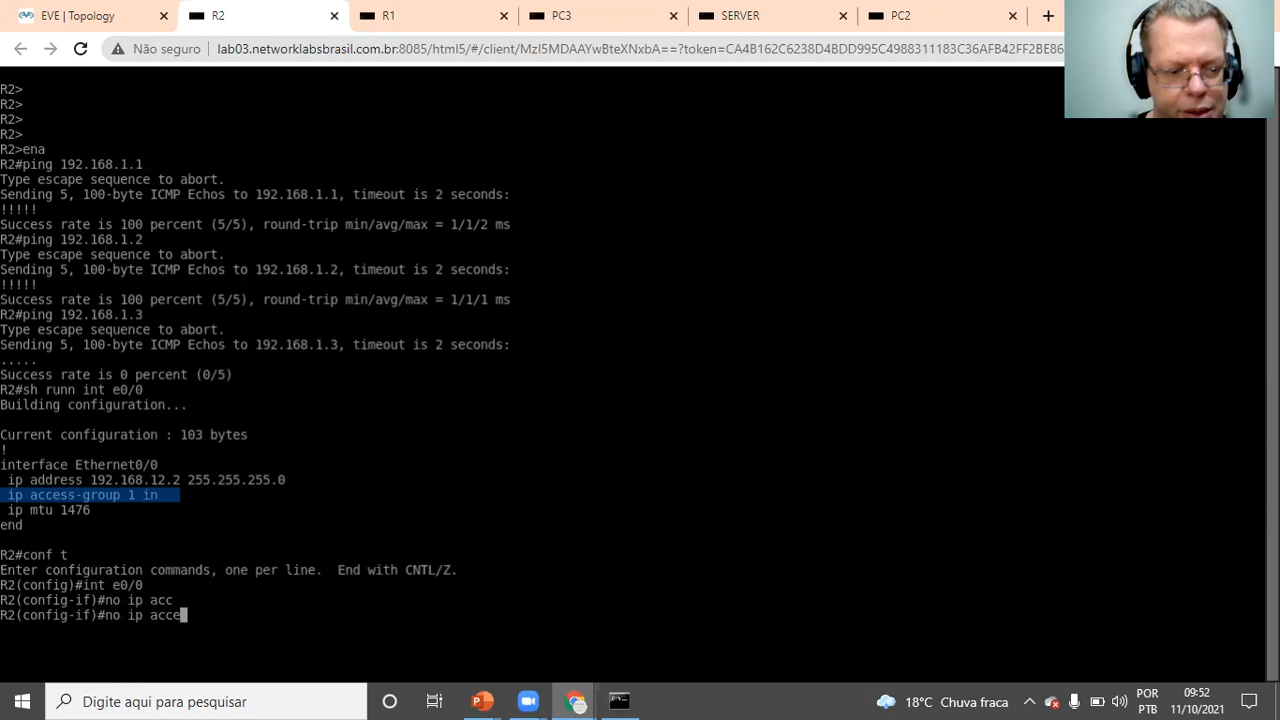 EVE | Topology
R2
R1
PC3
SERVER
PC2
Não seguro
lab03.networklabsbrasil.com.br:8085/html5/#/client/MzI5MDAAYwBteXNxbA==?token=CA4B162C6238D4BDD995C4988311183C36AFB42FF2BE86
R2>
R2>
R2>
R2>
R2>ena
R2#ping 192.168.1.1
Type escape sequence to abort.
Sending 5, 100-byte ICMP Echos to 192.168.1.1, timeout is 2 seconds:
!!!!!
Success rate is 100 percent (5/5), round-trip min/avg/max = 1/1/2 ms
R2#ping 192.168.1.2
Type escape sequence to abort.
Sending 5, 100-byte ICMP Echos to 192.168.1.2, timeout is 2 seconds:
!!!!!
Success rate is 100 percent (5/5), round-trip min/avg/max = 1/1/1 ms
R2#ping 192.168.1.3
Type escape sequence to abort.
Sending 5, 100-byte ICMP Echos to 192.168.1.3, timeout is 2 seconds:
.....
Success rate is 0 percent (0/5)
R2#sh runn int e0/0
Building configuration...
Current configuration : 103 bytes
!
interface Ethernet0/0
ip address 192.168.12.2 255.255.255.0
ip access-group 1 in
ip mtu 1476
end
R2#conf t
Enter configuration commands, one per line.  End with CNTL/Z.
R2(config)#int e0/0
R2(config-if)#no ip acc
R2(config-if)#no ip acce
Digite aqui para pesquisar
18°C Chuva fraca
POR
PTB
09:52
11/10/2021